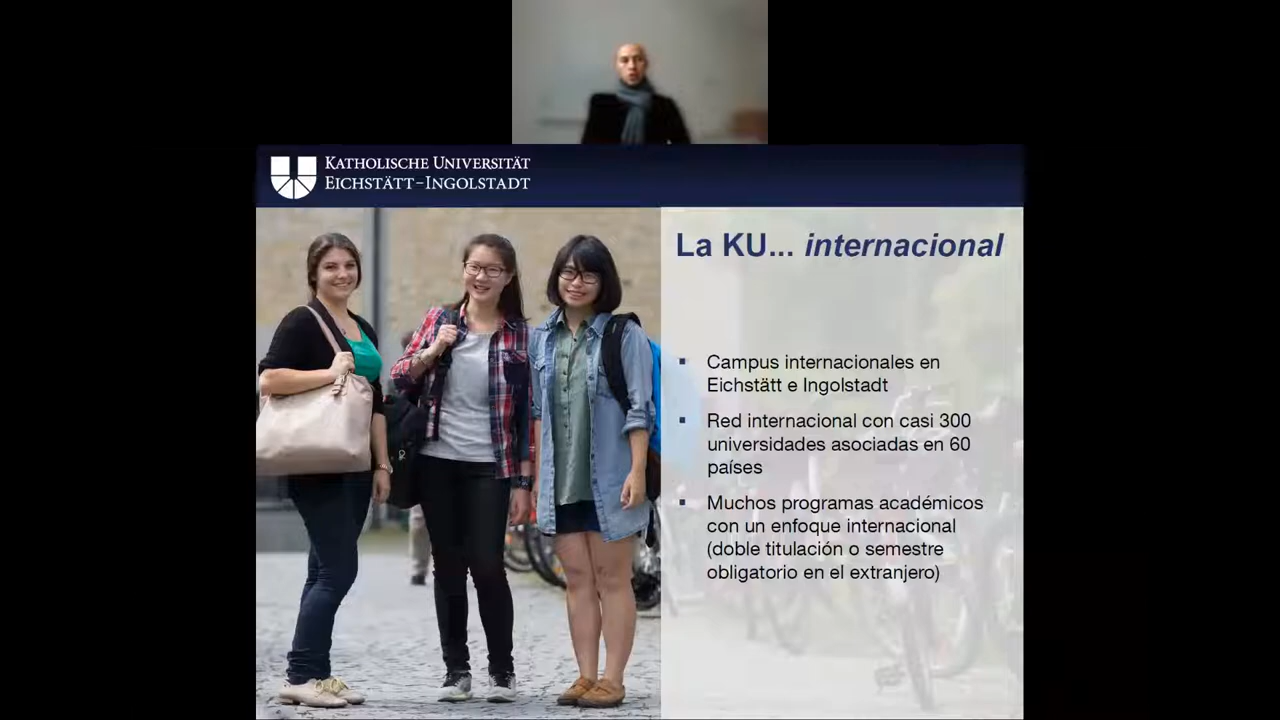 KATHOLISCHE UNIVERSITÄT
EICHSTÄTT-INGOLSTADT
La KU... internacional
▪ Campus internacionales en
Eichstätt e Ingolstadt
▪ Red internacional con casi 300
universidades asociadas en 60
países
▪ Muchos programas académicos
con un enfoque internacional
(doble titulación o semestre
obligatorio en el extranjero)